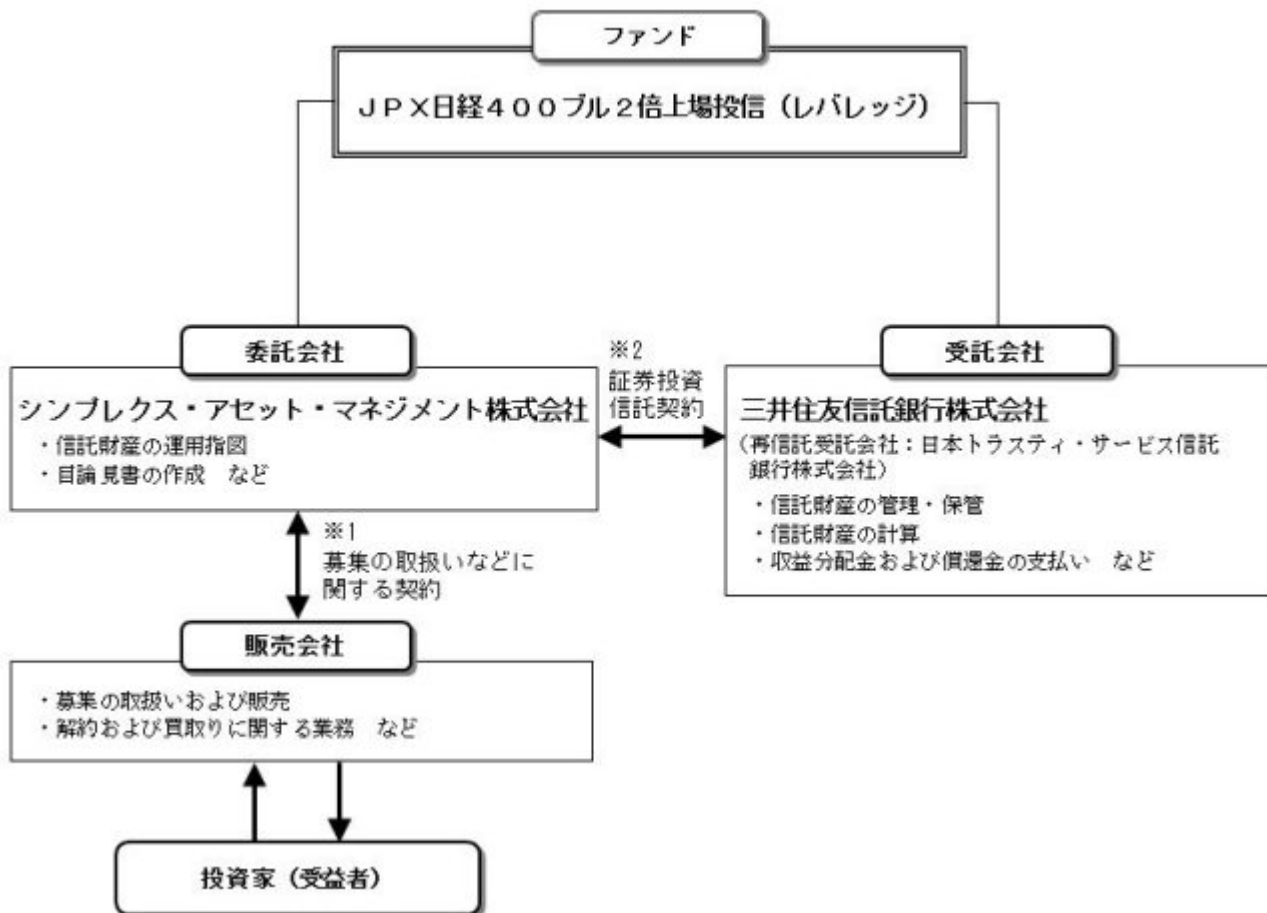 ファンド
JPX日経400ブル2倍上場投信（レバレッジ）
委託会社
シンプレクス・アセット・マネジメント株式会社
・信託財産の運用指図
・目論見書の作成　など
※2
証券投資
信託契約
受託会社
三井住友信託銀行株式会社
（再信託受託会社：日本トラスティ・サービス信託
銀行株式会社）
・信託財産の管理・保管
・信託財産の計算
・収益分配金および償還金の支払い　など
※1
募集の取扱いなどに
関する契約
販売会社
・募集の取扱いおよび販売
・解約および買取りに関する業務　など
投資家（受益者）